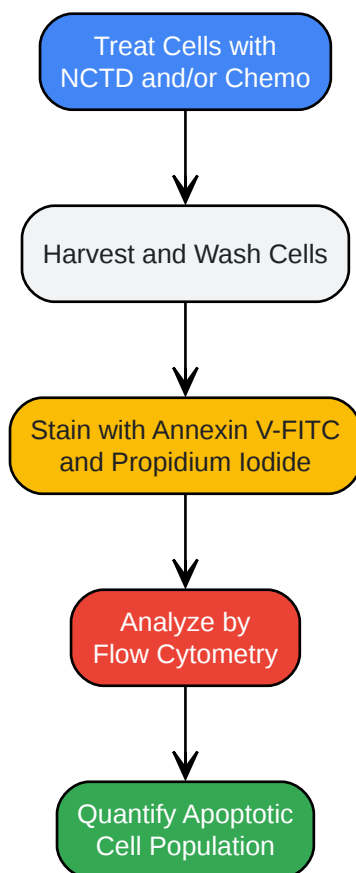 Treat Cells with
NCTD and/or Chemo
Harvest and Wash Cells
Stain with Annexin V-FITC
and Propidium Iodide
Analyze by
Flow Cytometry
Quantify Apoptotic
Cell Population